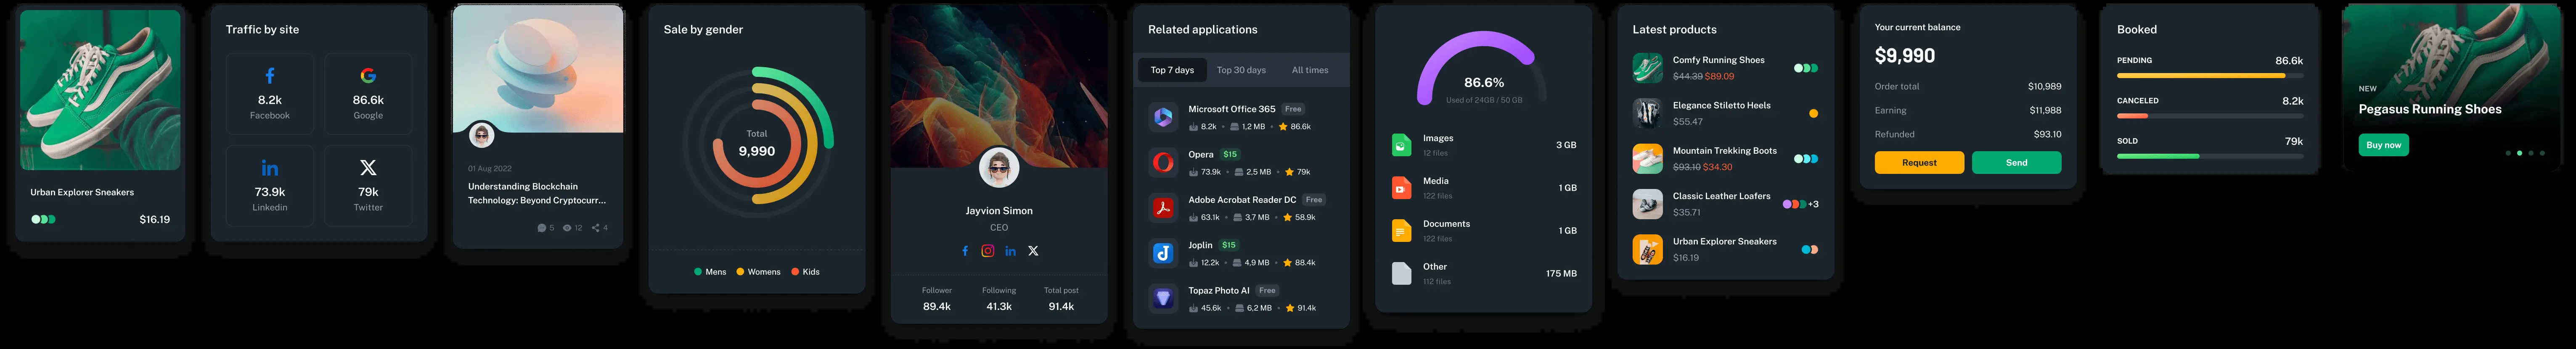 Urban Explorer Sneakers
$16.19
Traffic by site
8.2k
Facebook
86.6k
Google
73.9k
Linkedin
79k
Twitter
01 Aug 2022
Understanding Blockchain
Technology: Beyond Cryptocurr...
5 12 4
Sale by gender
Total
9,990
Mens Womens Kids
Jayvion Simon
CEO
Follower Following Total post
89.4k 41.3k 91.4k
Related applications
Top 7 days Top 30 days All times
Microsoft Office 365 Free
8.2k • 1,2 MB • 86.6k
Opera $15
73.9k • 2,5 MB • 79k
Adobe Acrobat Reader DC Free
63.1k • 3,7 MB • 58.9k
Joplin $15
12.2k • 4,9 MB • 88.4k
Topaz Photo AI Free
45.6k • 6,2 MB • 91.4k
86.6%
Used of 24GB / 50 GB
Images
12 files
3 GB
Media
122 files
1 GB
Documents
122 files
1 GB
Other
112 files
175 MB
Latest products
Comfy Running Shoes
$44.39 $89.09
Elegance Stiletto Heels
$55.47
Mountain Trekking Boots
$93.10 $34.30
Classic Leather Loafers
$35.71
+3
Urban Explorer Sneakers
$16.19
Your current balance
$9,990
Order total $10,989
Earning $11,988
Refunded $93.10
Request Send
Booked
PENDING 86.6k
CANCELED 8.2k
SOLD 79k
NEW
Pegasus Running Shoes
Buy now